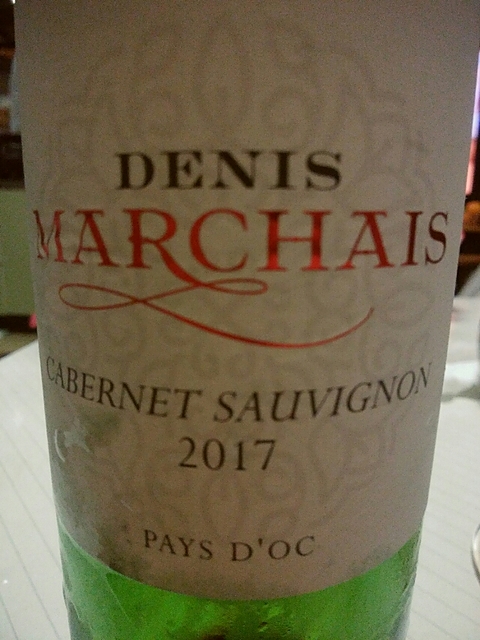 DENIS
MARCHAIS
CABERNET SAUVIGNON
2017
PAYS D'OC